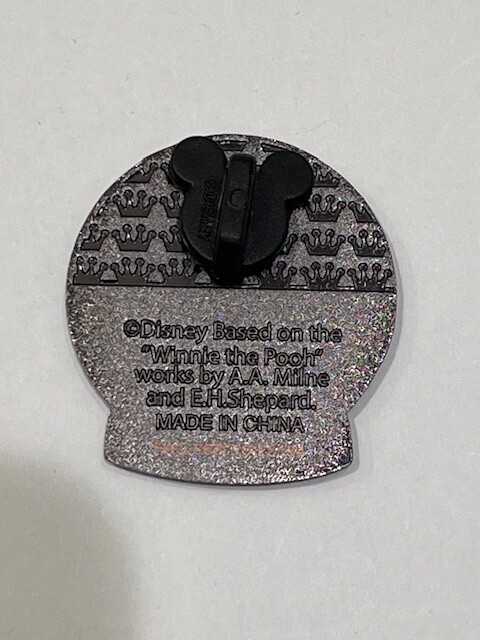 ©Disney Based on the
"Winnie the Pooh"
works by A.A. Milne
and E.H.Shepard.
MADE IN CHINA